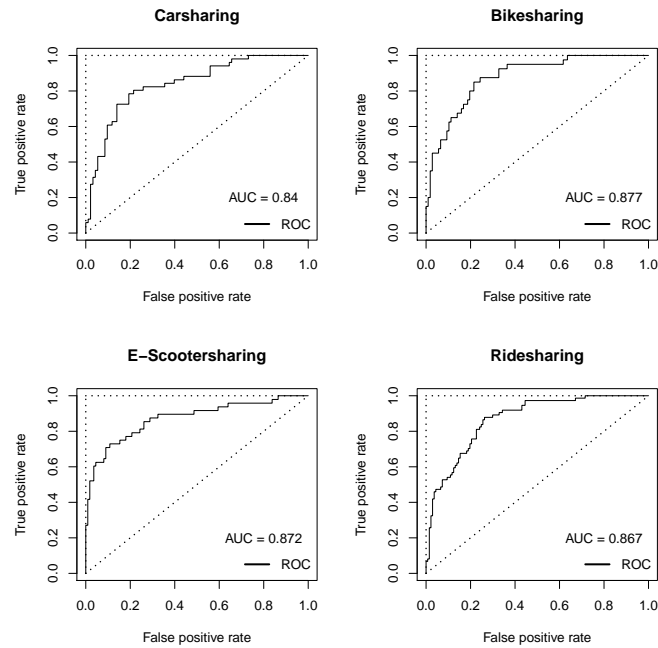 Carsharing
True positive rate
0.0 0.2 0.4 0.6 0.8 1.0
AUC = 0.84
ROC
0.0 0.2 0.4 0.6 0.8 1.0
False positive rate
Bikesharing
True positive rate
0.0 0.2 0.4 0.6 0.8 1.0
AUC = 0.877
ROC
0.0 0.2 0.4 0.6 0.8 1.0
False positive rate
E−Scootersharing
True positive rate
0.0 0.2 0.4 0.6 0.8 1.0
AUC = 0.872
ROC
0.0 0.2 0.4 0.6 0.8 1.0
False positive rate
Ridesharing
True positive rate
0.0 0.2 0.4 0.6 0.8 1.0
AUC = 0.867
ROC
0.0 0.2 0.4 0.6 0.8 1.0
False positive rate